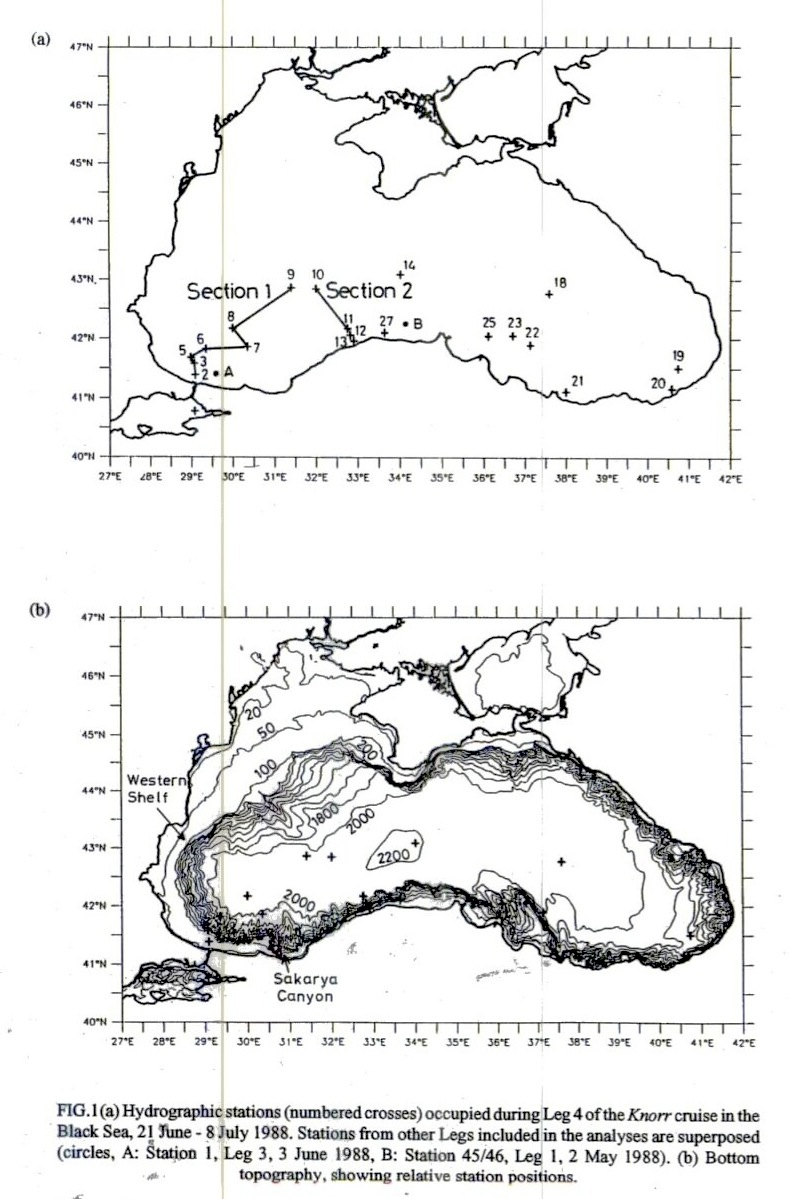 (a)
47°N
46°N
45°N
44°N
43°N
42°N
41°N
40°N
9 10 14 18
Section 1 Section 2
8 11 12 13 27 B 25 23 22
5 6 3 7 2 A 19
21 20
27°E 28°E 29°E 30°E 31°E 32°E 33°E 34°E 35°E 36°E 37°E 38°E 39°E 40°E 41°E 42°E
(b)
47°N
46°N
45°N
44°N
43°N
42°N
41°N
40°N
20
50
200
100
Western
Shelf
1800
2000
2200
2000
Sakarya
Canyon
27°E 28°E 29°E 30°E 31°E 32°E 33°E 34°E 35°E 36°E 37°E 38°E 39°E 40°E 41°E 42°E
FIG.1(a) Hydrographic stations (numbered crosses) occupied during Leg 4 of the Knorr cruise in the
Black Sea, 21 June - 8 July 1988. Stations from other Legs included in the analyses are superposed
(circles, A: Station 1, Leg 3, 3 June 1988, B: Station 45/46, Leg 1, 2 May 1988). (b) Bottom
topography, showing relative station positions.